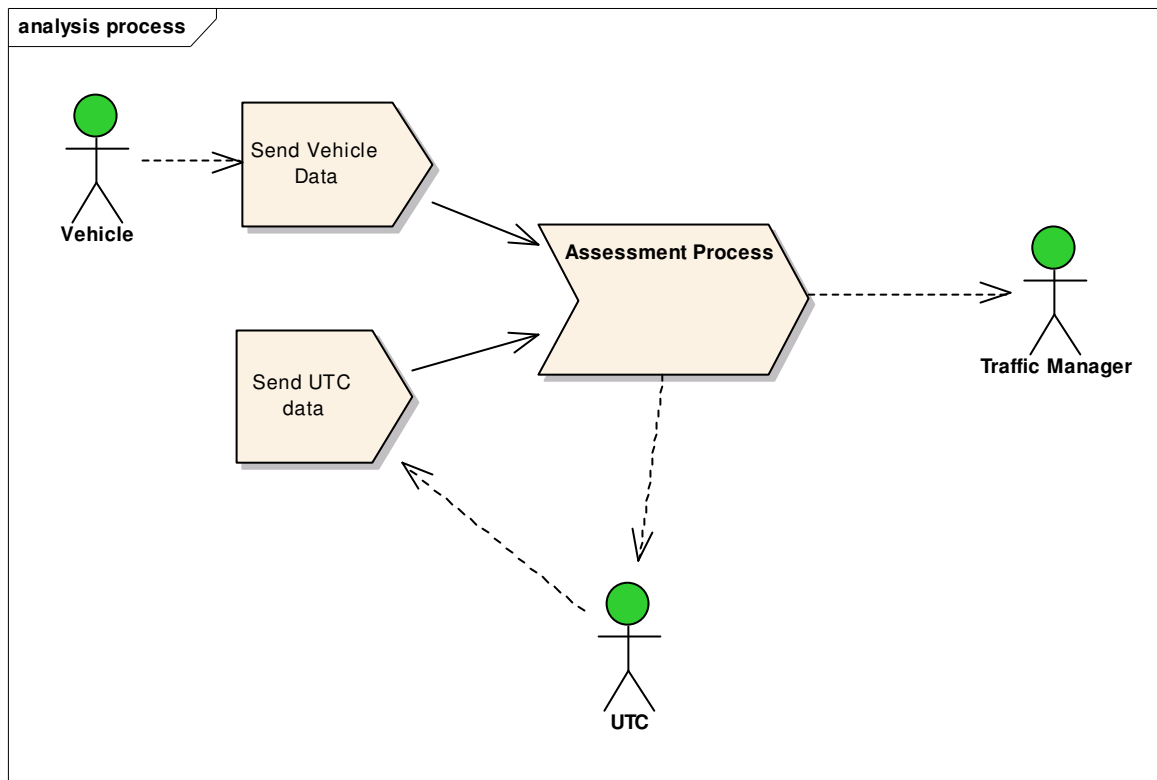 analysis process
Send Vehicle
Data
Vehicle
Assessment Process
Send UTC
data
Traffic Manager
UTC